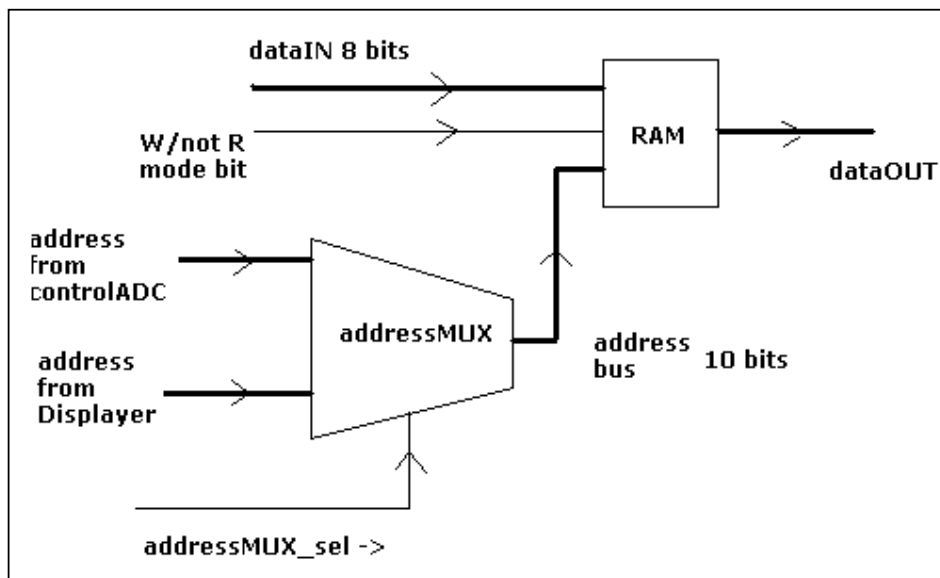 dataIN 8 bits
W/not R
mode bit
RAM
dataOUT
address
from
controlADC
addressMUX
address
bus
10 bits
address
from
Displayer
addressMUX_sel ->